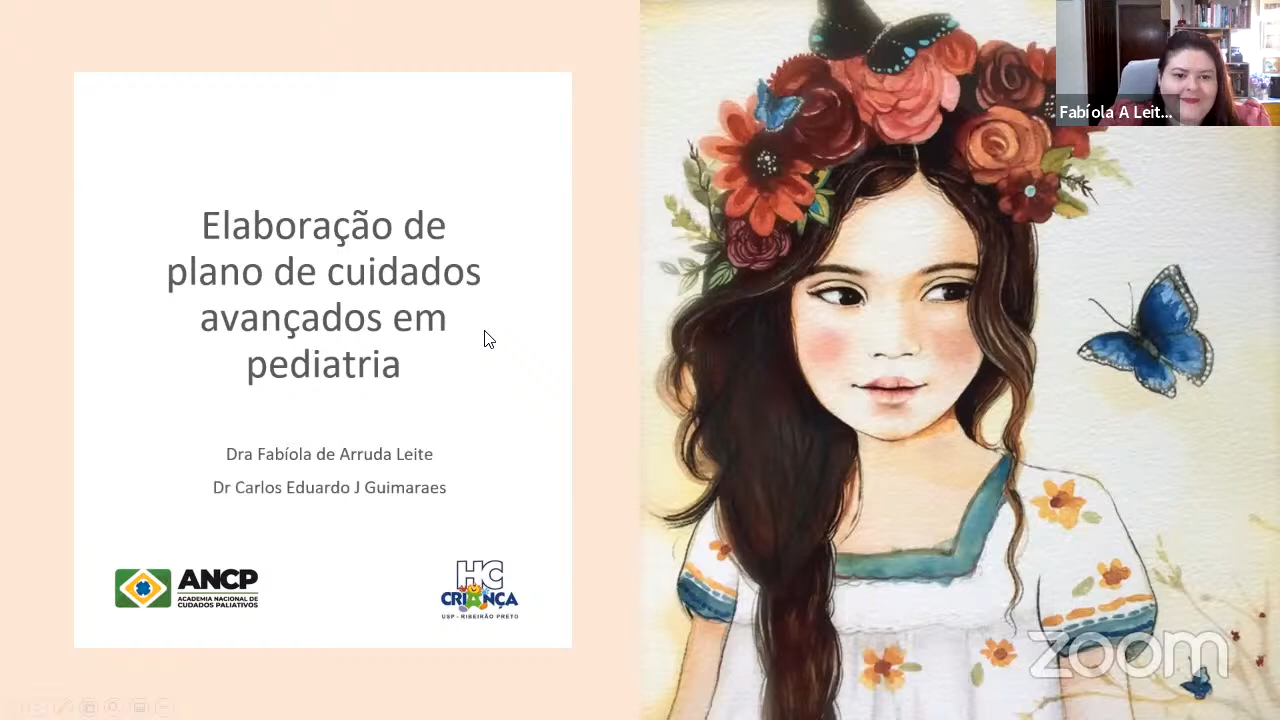 Elaboração de
plano de cuidados
avançados em
pediatria
Dra Fabíola de Arruda Leite
Dr Carlos Eduardo J Guimaraes
ANCP
ACADEMIA NACIONAL DE
CUIDADOS PALIATIVOS
HC
CRIANÇA
USP - RIBEIRÃO PRETO
Fabíola A Leit...
zoom